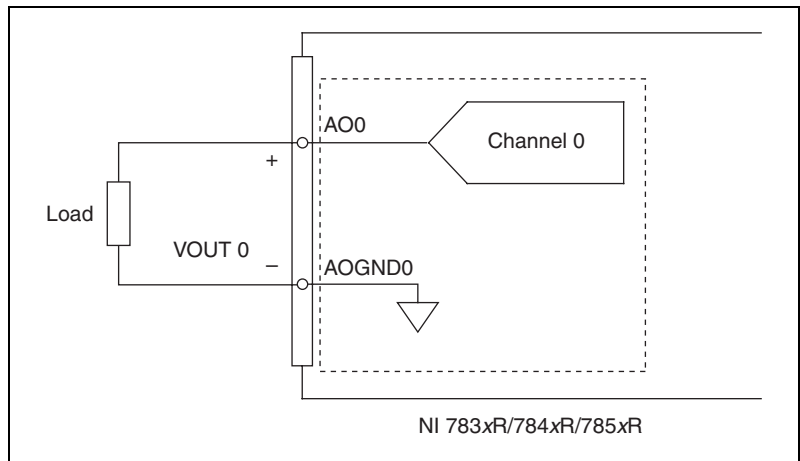 AO0
Channel 0
+
Load
VOUT 0
–
AOGND0
NI 783xR/784xR/785xR